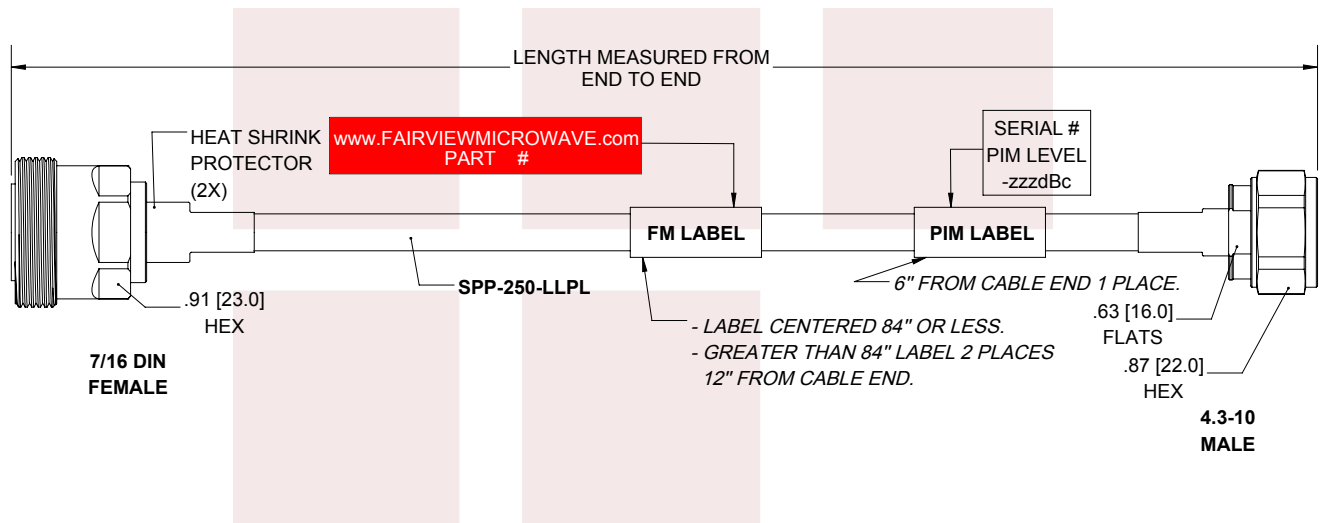 LENGTH MEASURED FROM
END TO END
HEAT SHRINK
PROTECTOR
(2X)
www.FAIRVIEWMICROWAVE.com
PART #
SERIAL #
PIM LEVEL
-zzzdBc
FM LABEL
PIM LABEL
SPP-250-LLPL
6" FROM CABLE END 1 PLACE.
.91 [23.0]
HEX
- LABEL CENTERED 84" OR LESS.
- GREATER THAN 84" LABEL 2 PLACES
12" FROM CABLE END.
.63 [16.0]
FLATS
.87 [22.0]
HEX
7/16 DIN
FEMALE
4.3-10
MALE